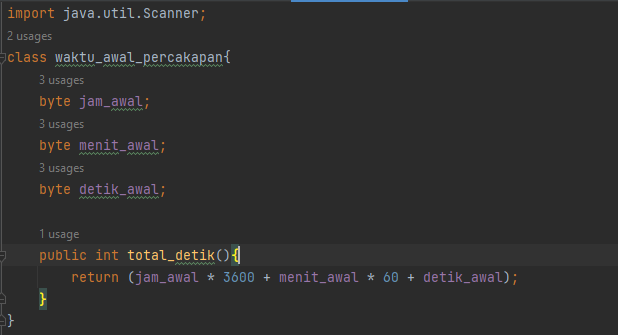 import java.util.Scanner;
2 usages
class waktu_awal_percakapan{
3 usages
byte jam_awal;
3 usages
byte menit_awal;
3 usages
byte detik_awal;
1 usage
public int total_detik(){
return (jam_awal * 3600 + menit_awal * 60 + detik_awal);
}
}